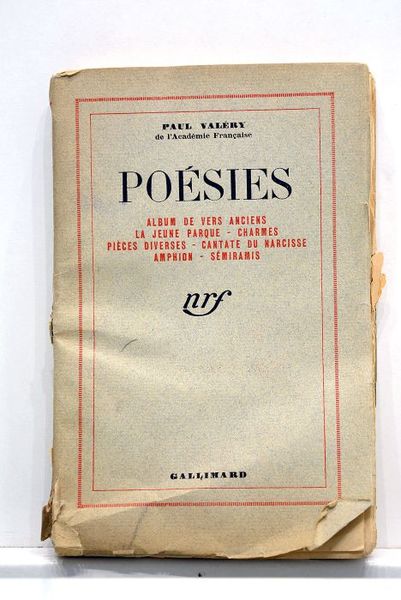 PAUL VALÉRY
de l'Académie Française
POÉSIES
ALBUM DE VERS ANCIENS
LA JEUNE PARQUE - CHARMES
PIÈCES DIVERSES - CANTATE DU NARCISSE
AMPHION - SÉMIRAMIS
nrf
GALLIMARD